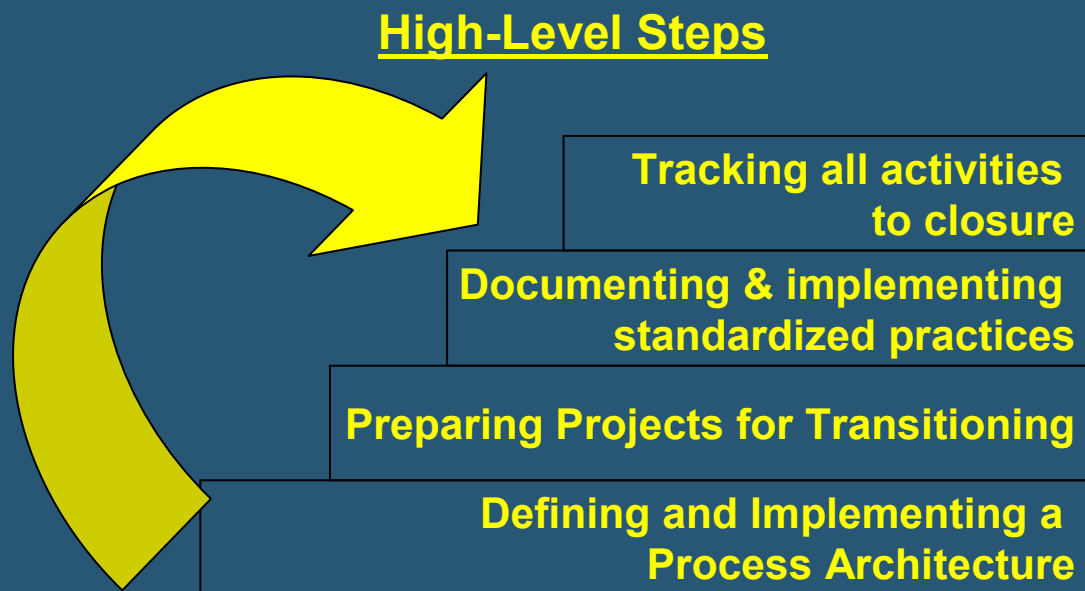 High-Level Steps
Tracking all activities
to closure
Documenting & implementing
standardized practices
Preparing Projects for Transitioning
Defining and Implementing a
Process Architecture